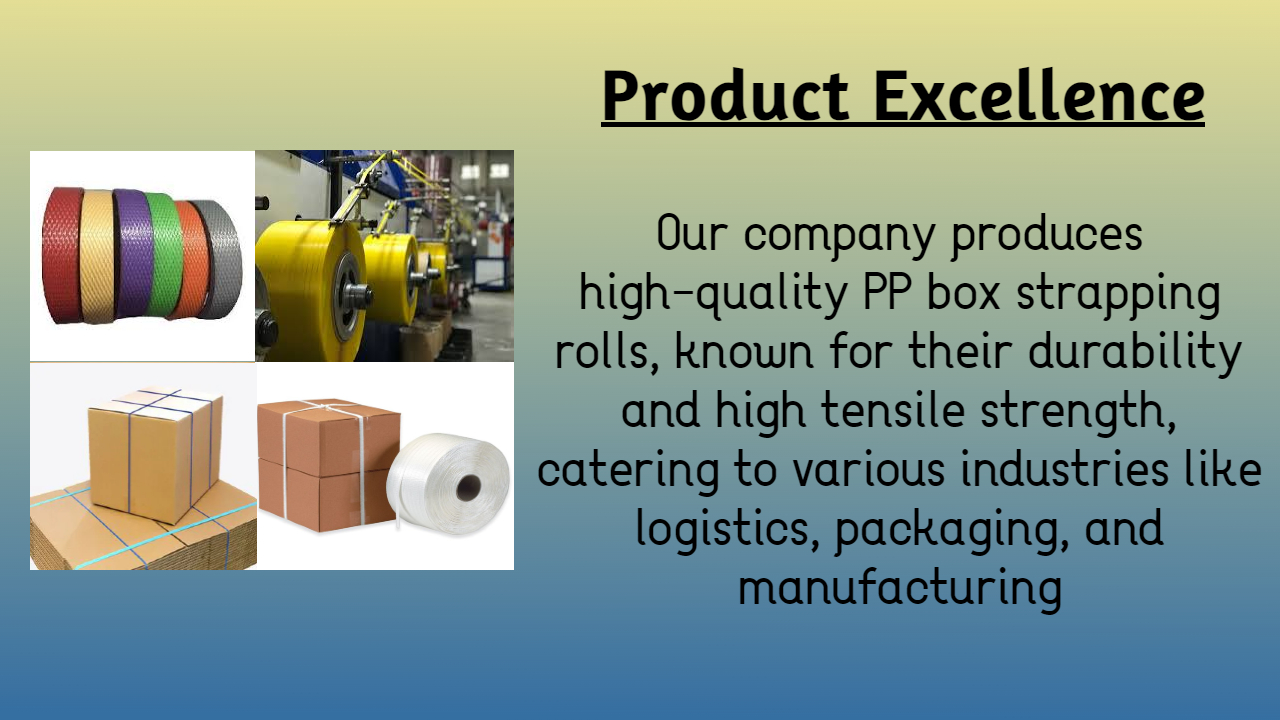 Product Excellence
Our company produces
high-quality PP box strapping
rolls, known for their durability
and high tensile strength,
catering to various industries like
logistics, packaging, and
manufacturing